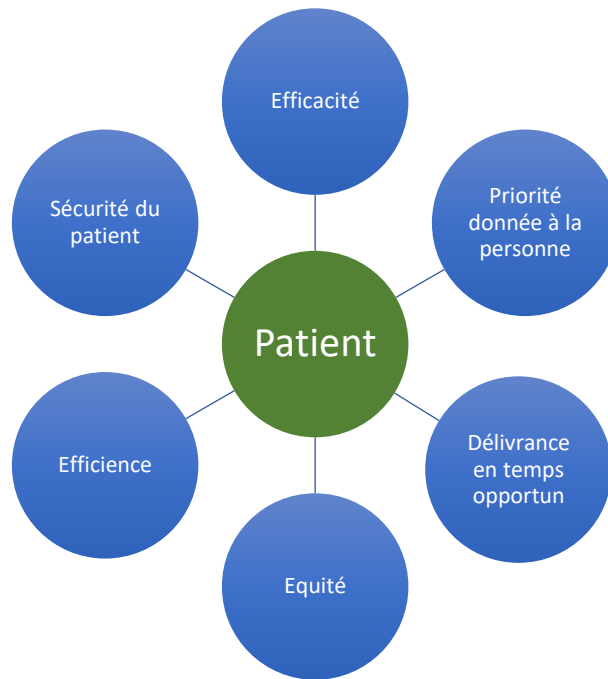 Efficacité
Sécurité du
patient
Priorité
donnée à la
personne
Patient
Efficience
Délivrance
en temps
opportun
Equité